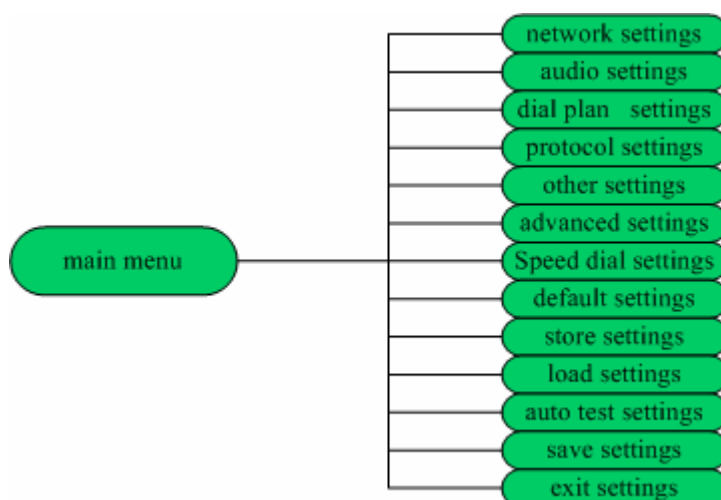 network settings
audio settings
dial plan settings
protocol settings
other settings
advanced settings
main menu
Speed dial settings
default settings
store settings
load settings
auto test settings
save settings
exit settings